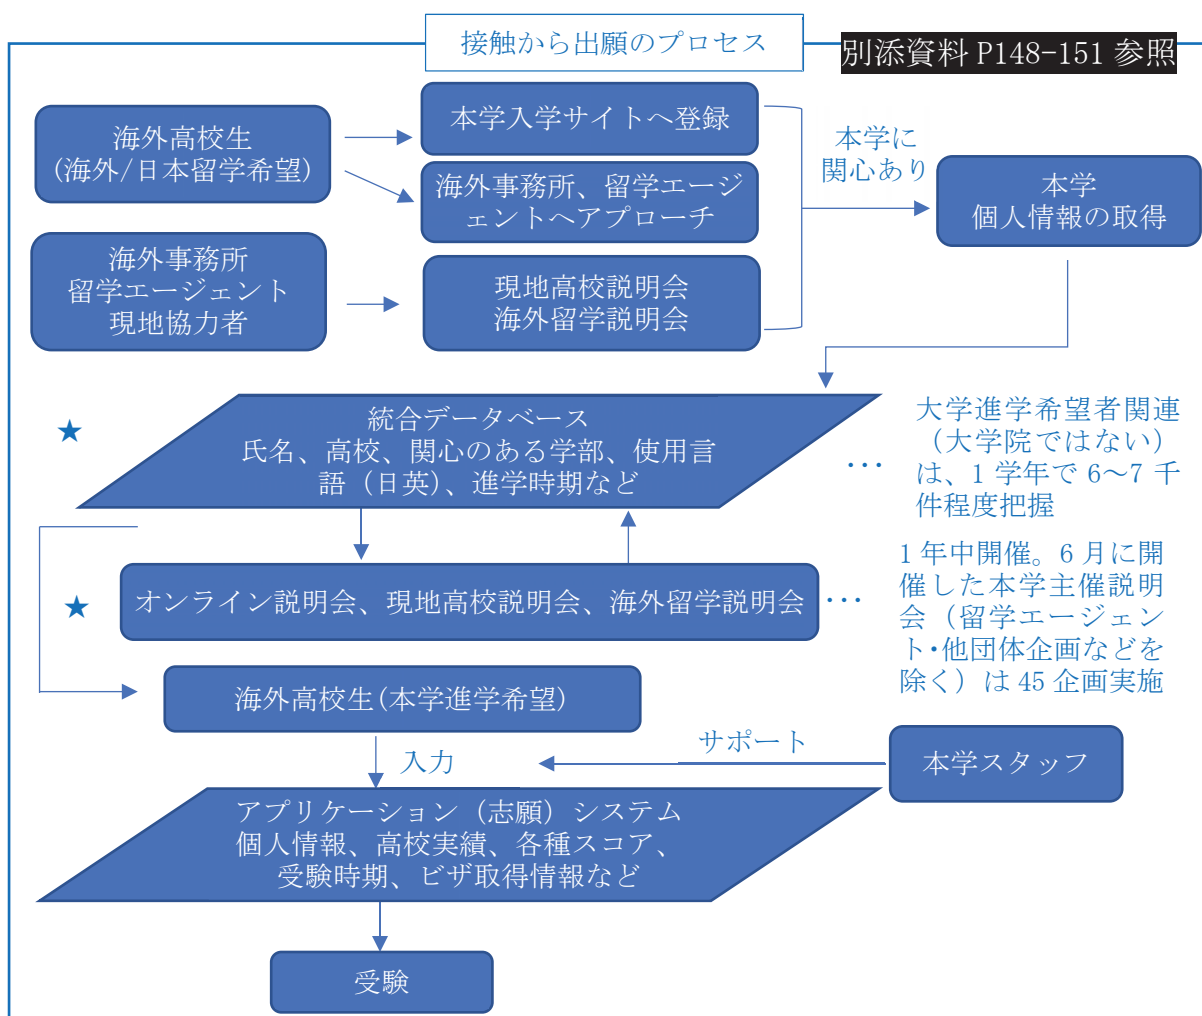 接触から出願のプロセス
別添資料 P148-151 参照
海外高校生
(海外/日本留学希望)
本学入学サイトへ登録
海外事務所、留学エージ
ェントへアプローチ
本学に
関心あり
本学
個人情報の取得
海外事務所
留学エージェント
現地協力者
現地高校説明会
海外留学説明会
★
統合データベース
氏名、高校、関心のある学部、使用言
語（日英）、進学時期など
…
大学進学希望者関連
（大学院ではない）
は、1 学年で 6～7 千
件程度把握
★
オンライン説明会、現地高校説明会、海外留学説明会
…
1 年中開催。6 月に開
催した本学主催説明
会（留学エージェン
ト・他団体企画などを
除く）は 45 企画実施
海外高校生(本学進学希望)
入力
サポート
本学スタッフ
アプリケーション（志願）システム
個人情報、高校実績、各種スコア、
受験時期、ビザ取得情報など
受験